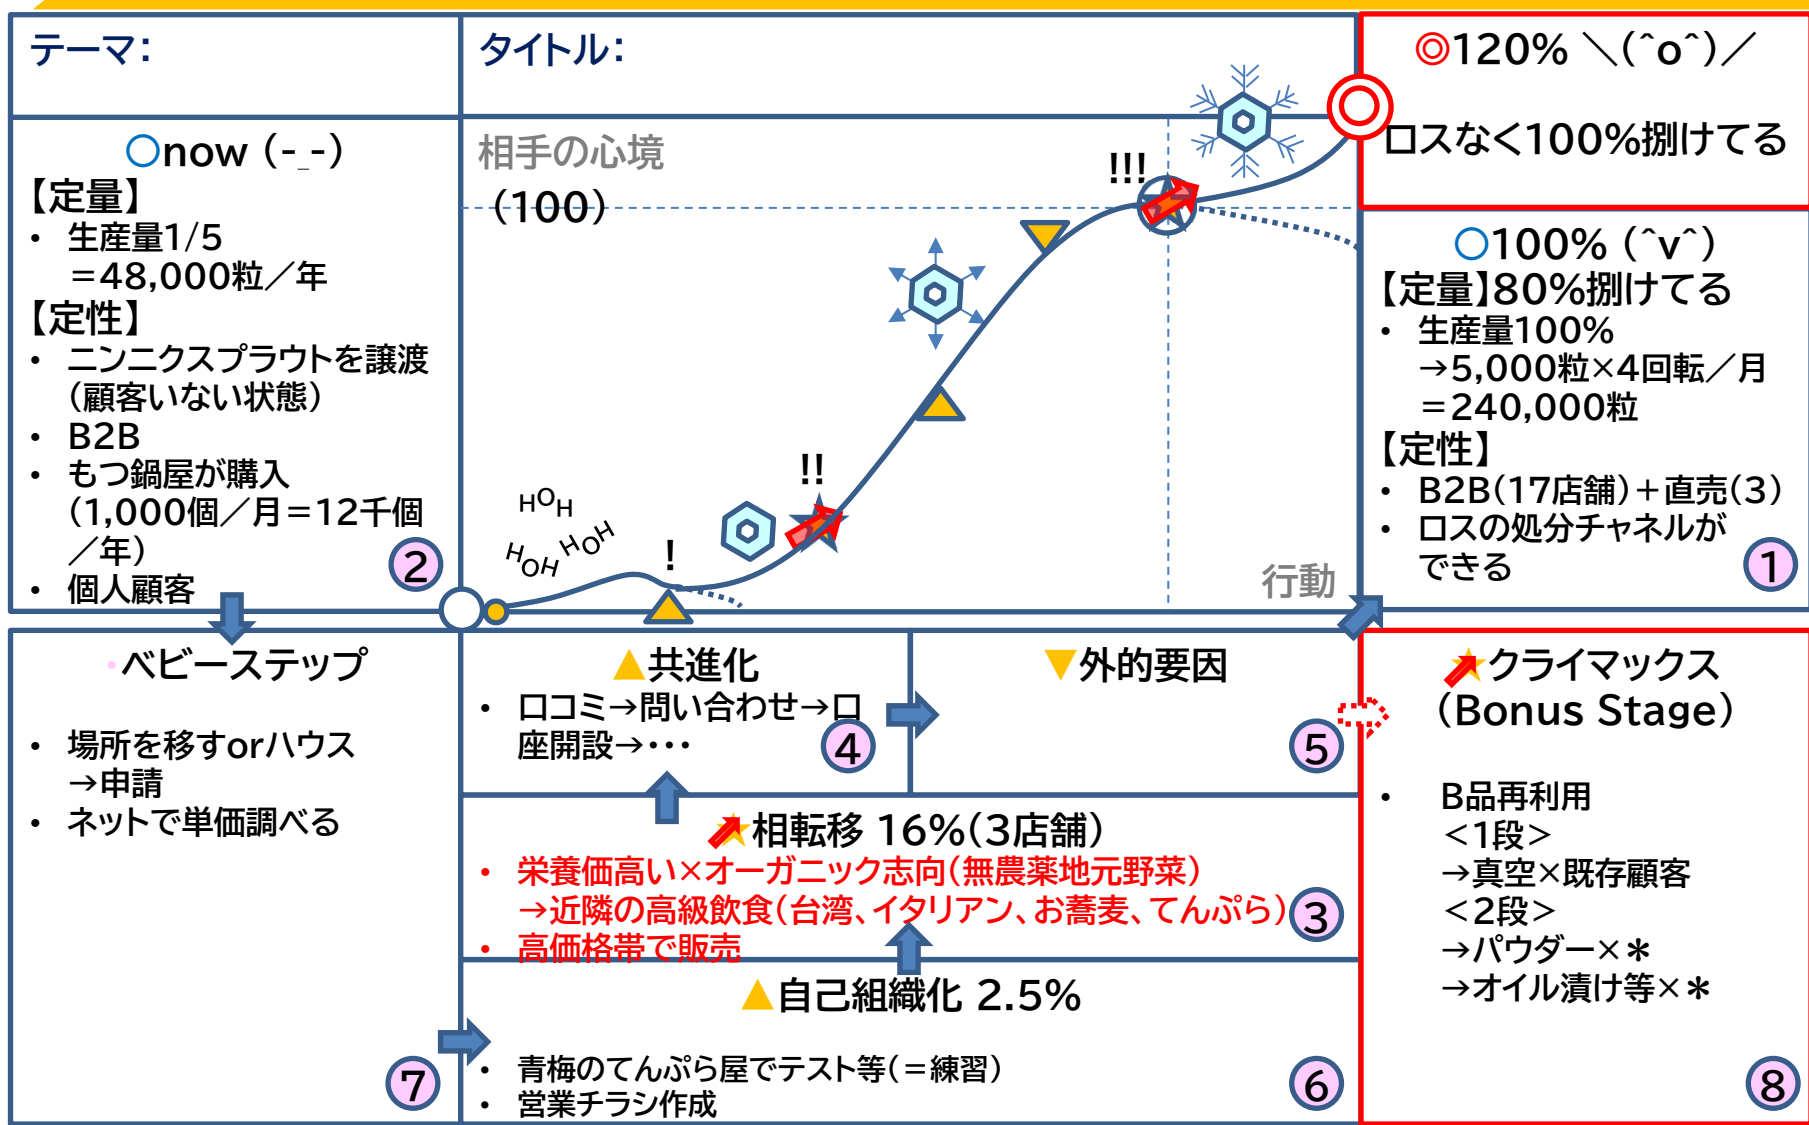 テーマ：
タイトル：
◎120% ＼(^o^)／
ロスなく100%捌けてる
○now (-_-)
【定量】
・ 生産量1/5
＝48,000粒／年
【定性】
・ ニンニクスプラウトを譲渡
（顧客いない状態）
・ B2B
・ もつ鍋屋が購入
（1,000個／月＝12千個
／年）
・ 個人顧客
②
相手の心境
（100）
!!!
!!
!
HOH
HOH
HOH
行動
○100% (^v^)
【定量】80%捌けてる
・ 生産量100%
→5,000粒×4回転／月
＝240,000粒
【定性】
・ B2B（17店舗）＋直売（3）
・ ロスの処分チャネルが
できる
①
・ベビーステップ
・ 場所を移すorハウス
→申請
・ ネットで単価調べる
⑦
▲共進化
・ 口コミ→問い合わせ→口
座開設→・・・
④
▼外的要因
⑤
相転移 16%（3店舗）
・ 栄養価高い×オーガニック志向（無農薬地元野菜）
→近隣の高級飲食（台湾、イタリアン、お蕎麦、てんぷら）
・ 高価格帯で販売
③
▲自己組織化 2.5%
・ 青梅のてんぷら屋でテスト等（＝練習）
・ 営業チラシ作成
⑥
クライマックス
（Bonus Stage）
・ B品再利用
＜1段＞
→真空×既存顧客
＜2段＞
→パウダー×＊
→オイル漬け等×＊
⑧